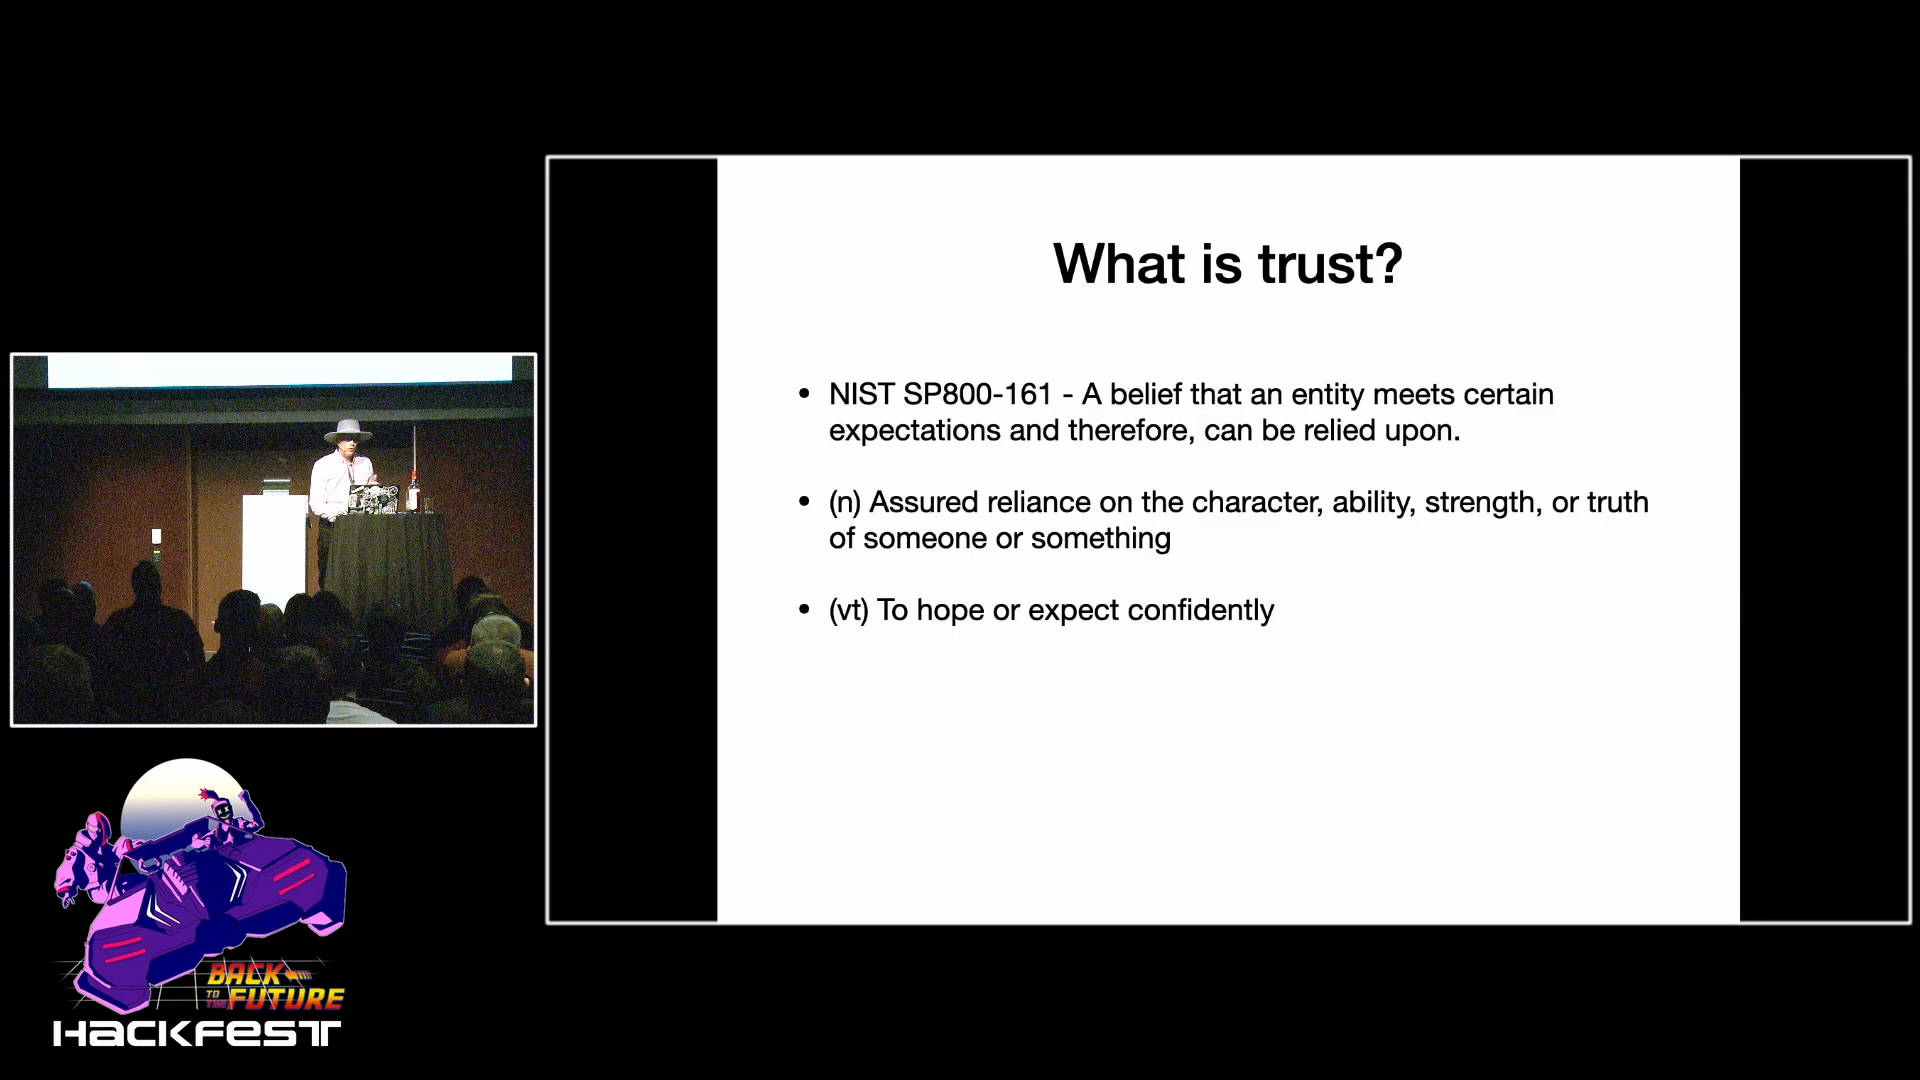 What is trust?
• NIST SP800-161 - A belief that an entity meets certain
expectations and therefore, can be relied upon.
• (n) Assured reliance on the character, ability, strength, or truth
of someone or something
• (vt) To hope or expect confidently
BACK
TO THE FUTURE
HACKFEST